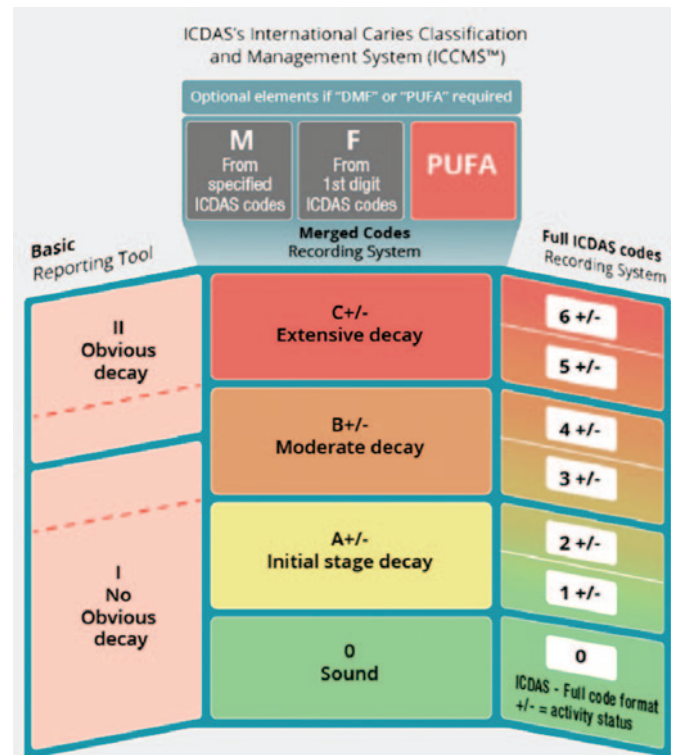 ICDAS's International Caries Classification
and Management System (ICCMS™)
Optional elements if "DMF" or "PUFA" required
M
From
specified
ICDAS codes
F
From
1st digit
ICDAS codes
PUFA
Merged Codes
Recording System
Basic
Reporting Tool
Full ICDAS codes
Recording System
II
Obvious
decay
I
No
Obvious
decay
C+/-
Extensive decay
B+/-
Moderate decay
A+/-
Initial stage decay
0
Sound
6 +/-
5 +/-
4 +/-
3 +/-
2 +/-
1 +/-
0
ICDAS - Full code format
+/- = activity status